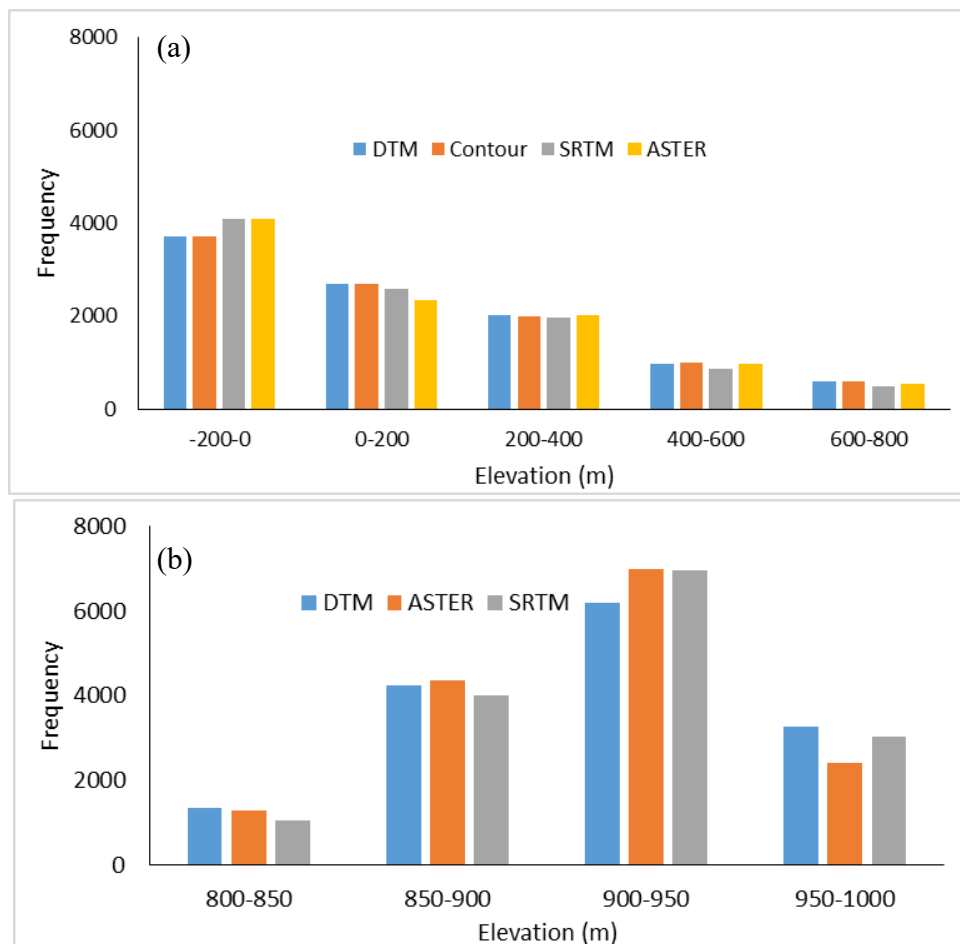 (a)
8000
6000
4000
2000
0
Frequency
DTM Contour SRTM ASTER
-200-0 0-200 200-400 400-600 600-800
Elevation (m)
(b)
8000
6000
4000
2000
0
Frequency
DTM ASTER SRTM
800-850 850-900 900-950 950-1000
Elevation (m)